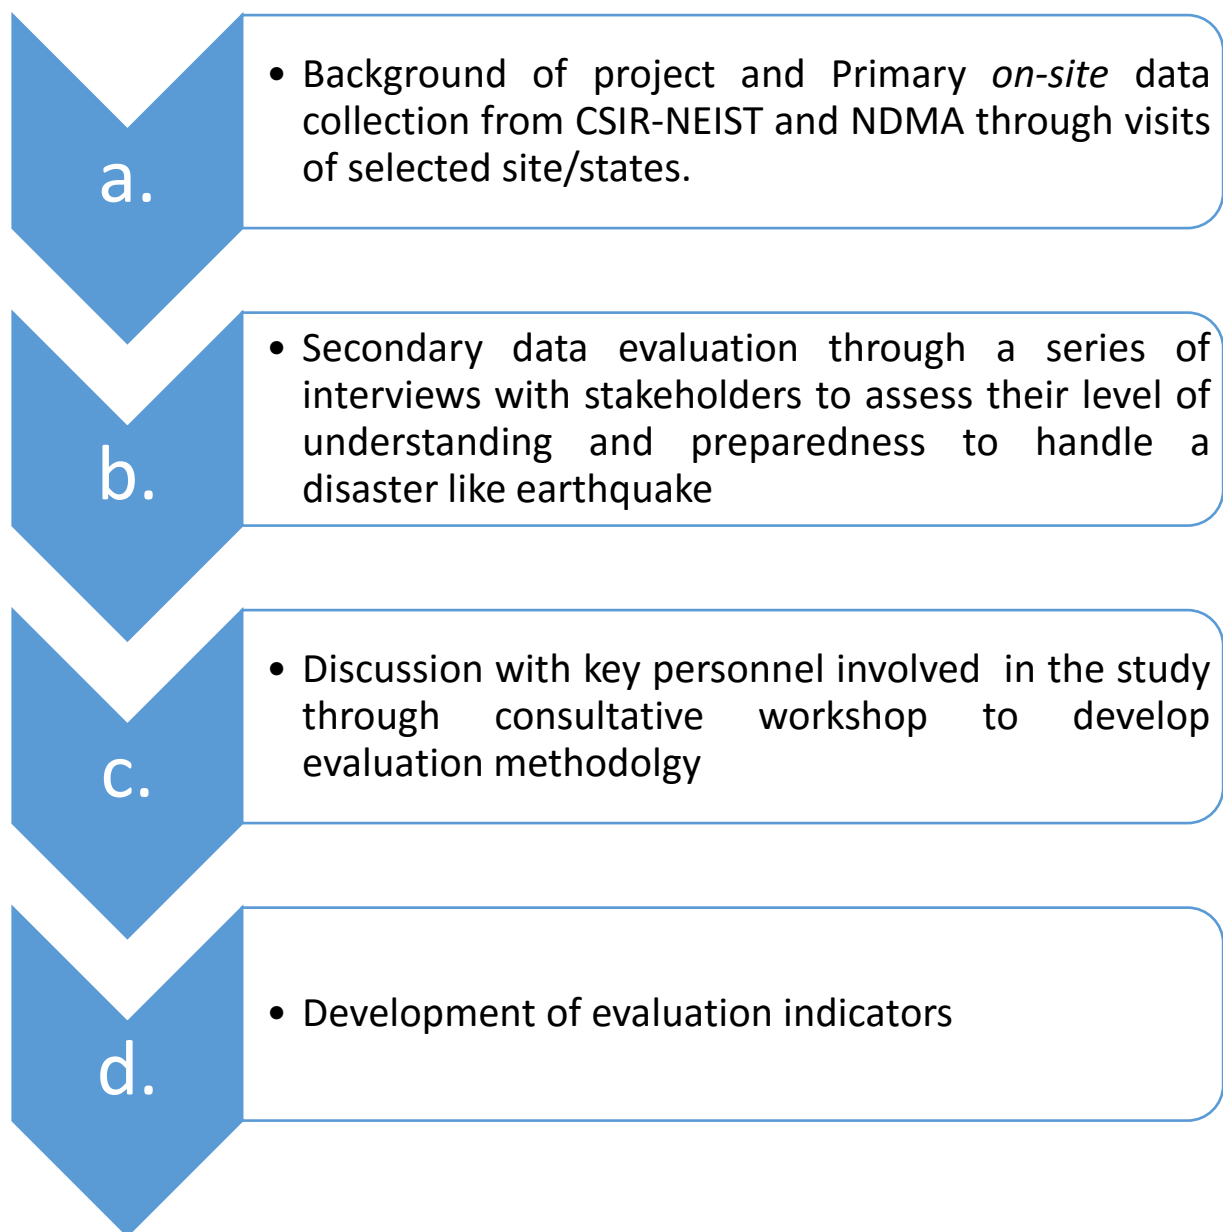 a.
• Background of project and Primary on-site data
collection from CSIR-NEIST and NDMA through visits
of selected site/states.
b.
• Secondary data evaluation through a series of
interviews with stakeholders to assess their level of
understanding and preparedness to handle a
disaster like earthquake
c.
• Discussion with key personnel involved in the study
through consultative workshop to develop
evaluation methodolgy
d.
• Development of evaluation indicators